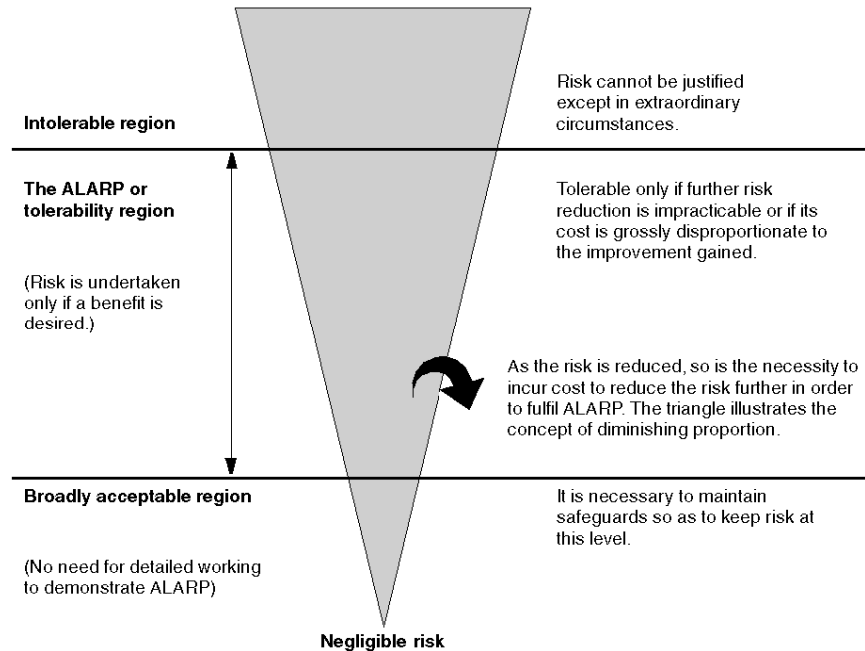 Risk cannot be justified
except in extraordinary
circumstances.
Intolerable region
The ALARP or
tolerability region
(Risk is undertaken
only if a benefit is
desired.)
Tolerable only if further risk
reduction is impracticable or if its
cost is grossly disproportionate to
the improvement gained.
As the risk is reduced, so is the necessity to
incur cost to reduce the risk further in order
to fulfil ALARP. The triangle illustrates the
concept of diminishing proportion.
Broadly acceptable region
(No need for detailed working
to demonstrate ALARP)
It is necessary to maintain
safeguards so as to keep risk at
this level.
Negligible risk